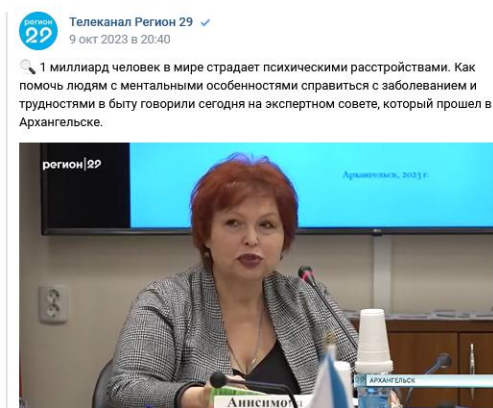 регион
29
Телеканал Регион 29
9 окт 2023 в 20:40
1 миллиард человек в мире страдает психическими расстройствами. Как
помочь людям с ментальными особенностями справиться с заболеванием и
трудностями в быту говорили сегодня на экспертном совете, который прошел в
Архангельске.
регион|29
Архангельск, 2023 г.
29 АРХАНГЕЛЬСК
Анисимова